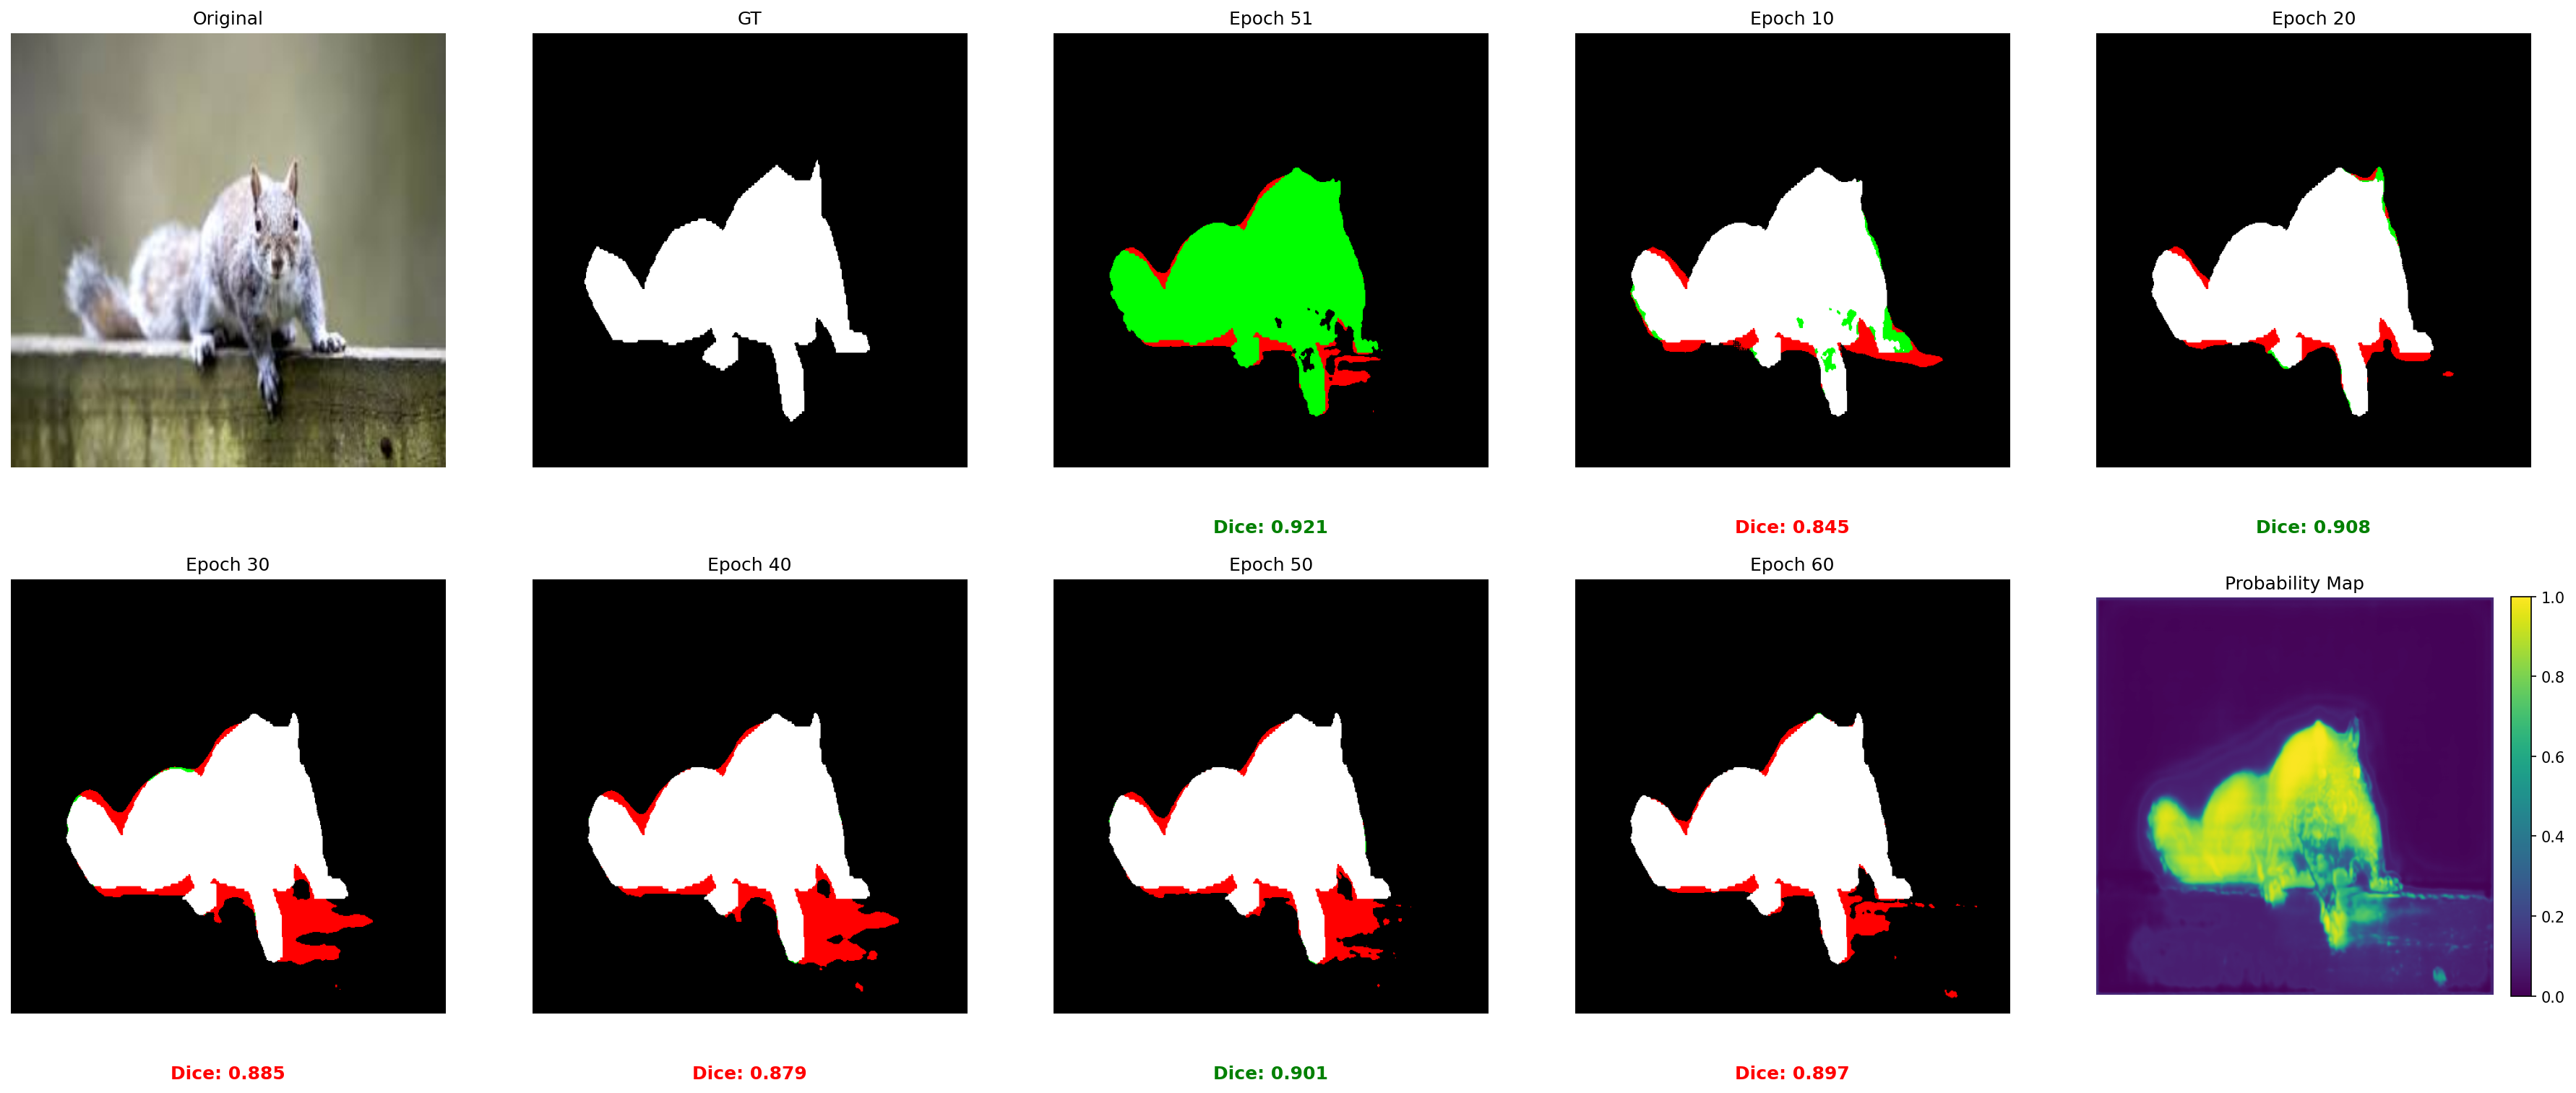 Original
GT
Epoch 51
Epoch 10
Epoch 20
Dice: 0.921
Dice: 0.845
Dice: 0.908
Epoch 30
Epoch 40
Epoch 50
Epoch 60
Probability Map
1.0
0.8
0.6
0.4
0.2
0.0
Dice: 0.885
Dice: 0.879
Dice: 0.901
Dice: 0.897